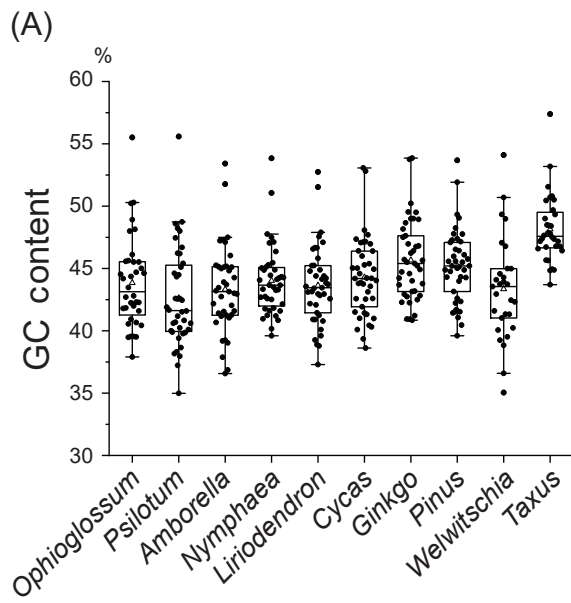 (A)
%
60
55
50
45
40
35
30
GC content
Ophioglossum
Psilotum
Amborella
Nymphaea
Liriodendron
Cycas
Ginkgo
Pinus
Welwitschia
Taxus